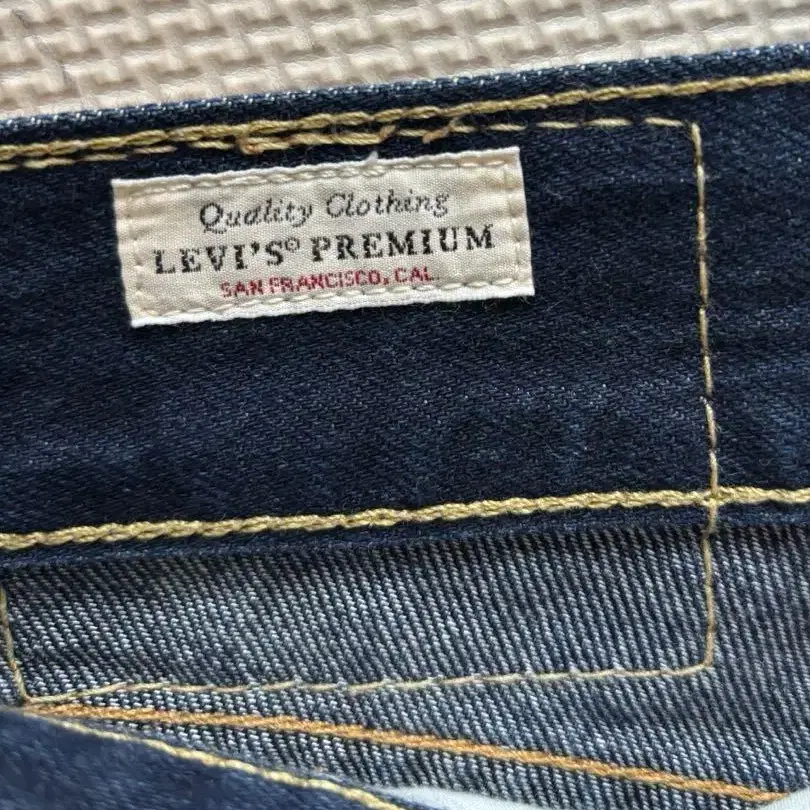 Quality Clothing
LEVI'S® PREMIUM
SAN FRANCISCO, CAL.